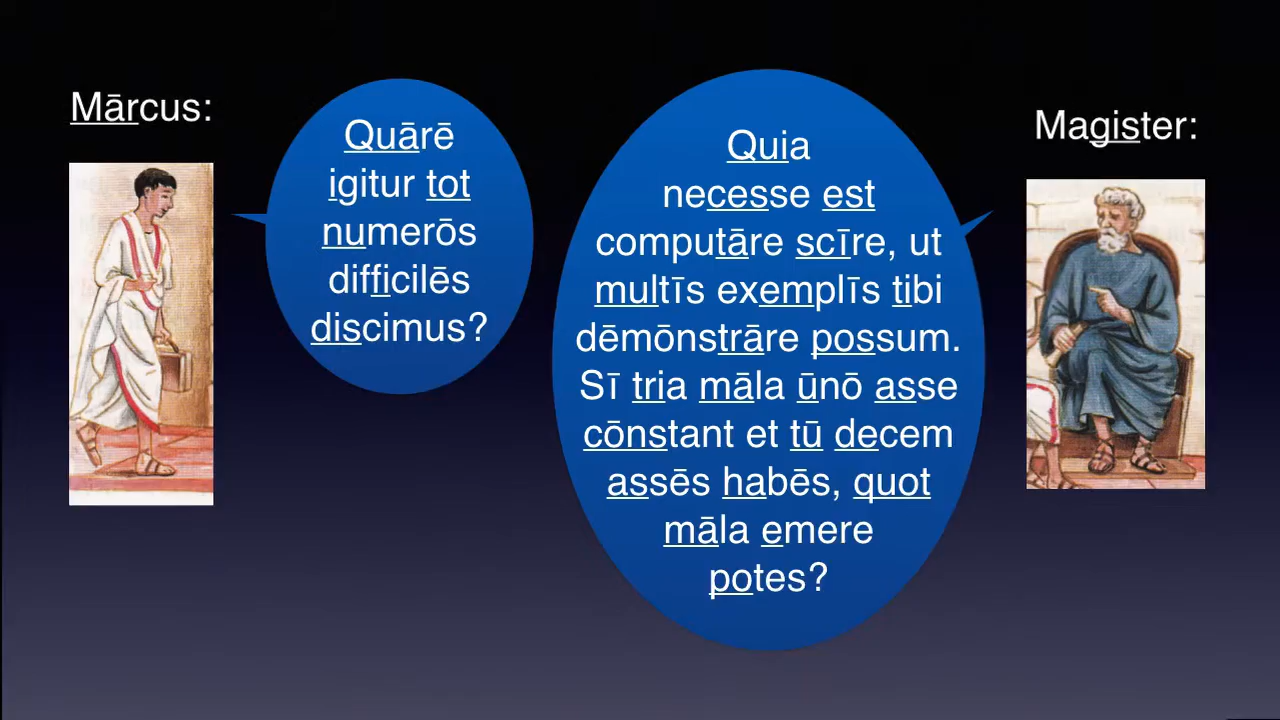 Mārcus:
Quārē
igitur tot
numerōs
difficilēs
discimus?
Quia
necesse est
computāre scīre, ut
multīs exemplīs tibi
dēmōnstrāre possum.
Sī tria māla ūnō asse
cōnstant et tū decem
assēs habēs, quot
māla emere
potes?
Magister: